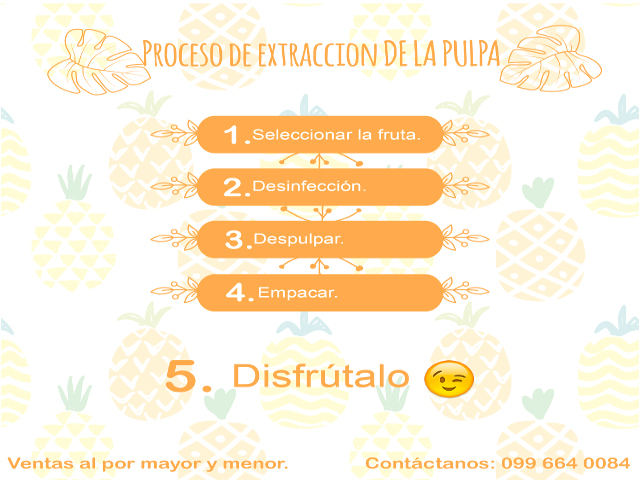 PROCESO DE EXTRACCION DE LA PULPA
1. Seleccionar la fruta.
2. Desinfección.
3. Despulpar.
4. Empacar.
5. Disfrútalo
Ventas al por mayor y menor. Contáctanos: 099 664 0084